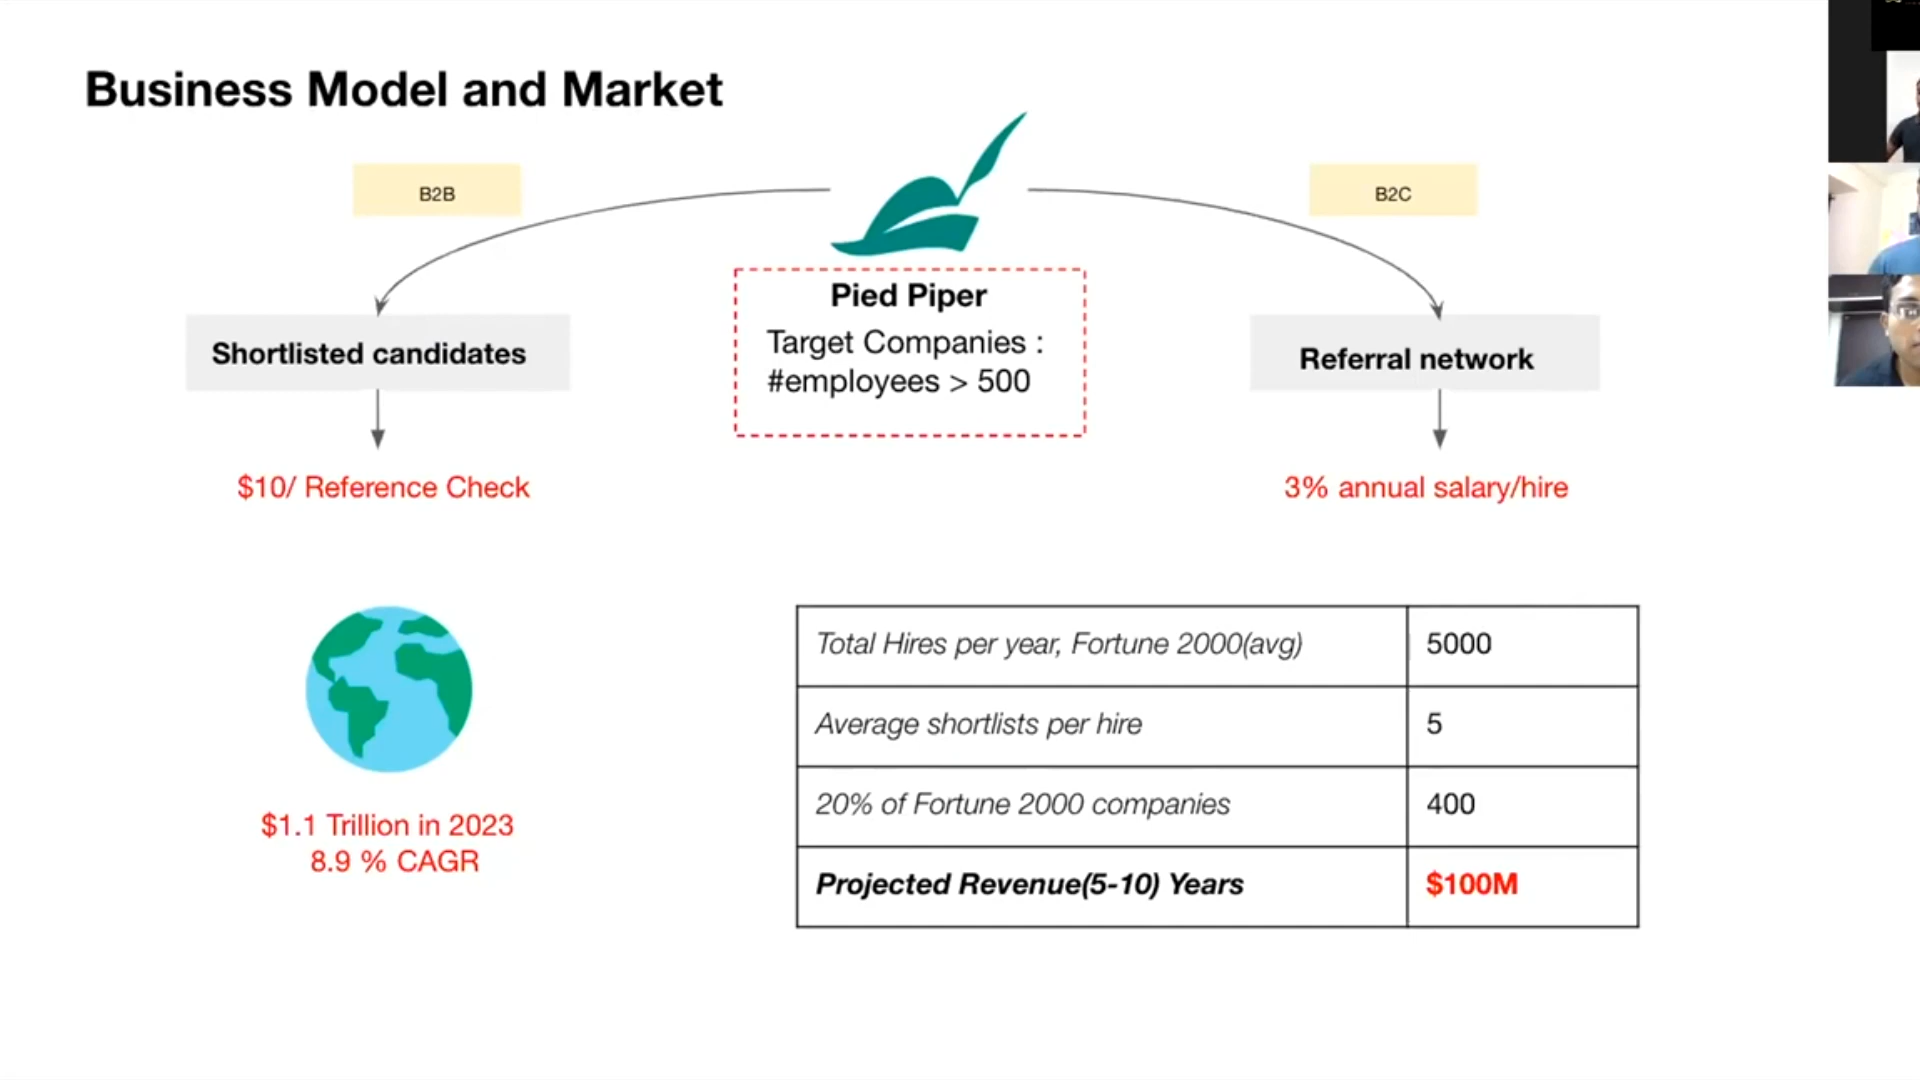 Business Model and Market
B2B
B2C
Pied Piper
Target Companies :
#employees > 500
Shortlisted candidates
Referral network
$10/ Reference Check
3% annual salary/hire
Total Hires per year, Fortune 2000(avg)
5000
Average shortlists per hire
5
20% of Fortune 2000 companies
400
Projected Revenue(5-10) Years
$100M
$1.1 Trillion in 2023
8.9 % CAGR